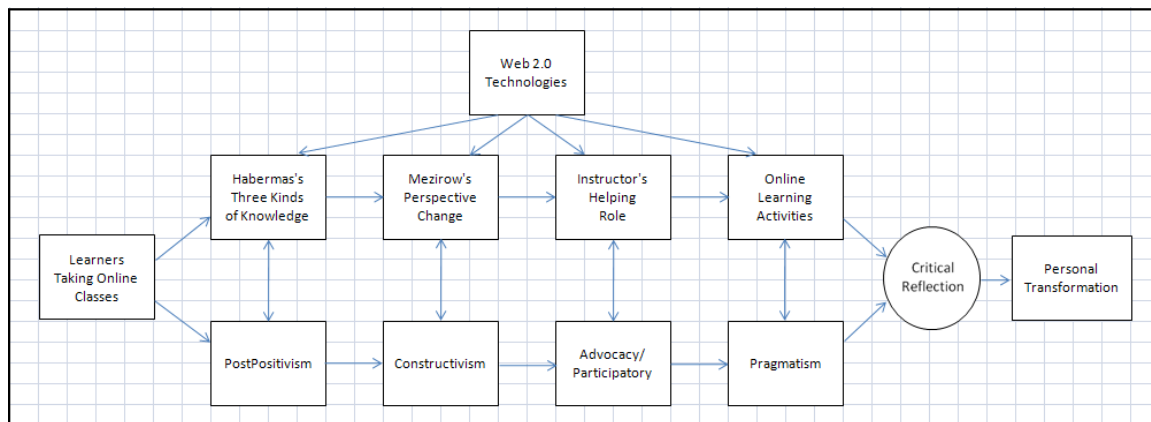 Web 2.0
Technologies
Habermas's
Three Kinds
of Knowledge
Mezirow's
Perspective
Change
Instructor's
Helping
Role
Online
Learning
Activities
Learners
Taking Online
Classes
Critical
Reflection
Personal
Transformation
PostPositivism
Constructivism
Advocacy/
Participatory
Pragmatism